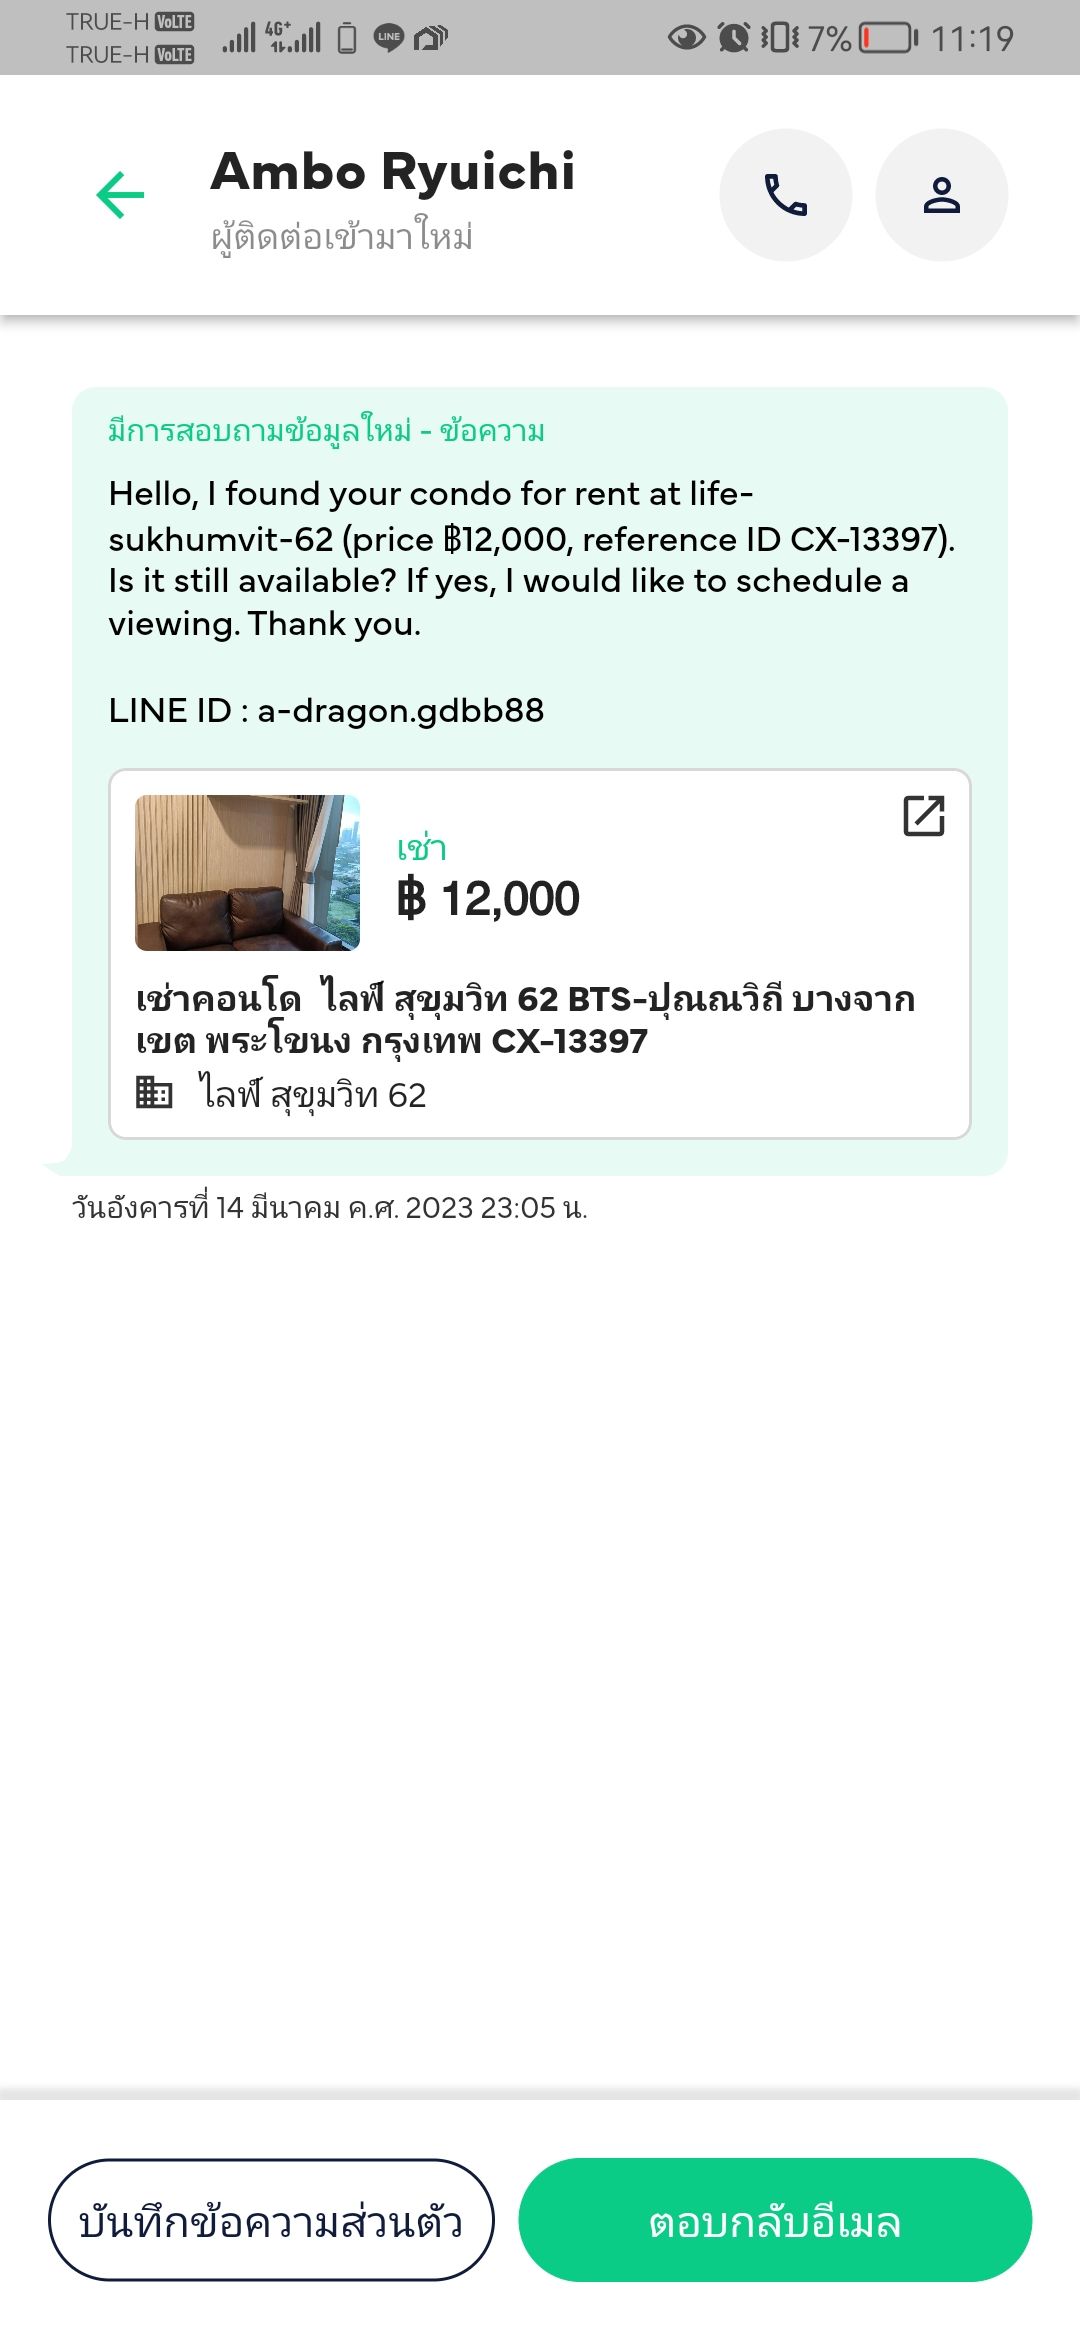 TRUE-H VoLTE
TRUE-H VoLTE
4G+
LINE
7%
11:19
Ambo Ryuichi
ผู้ติดต่อเข้ามาใหม่
มีการสอบถามข้อมูลใหม่ - ข้อความ
Hello, I found your condo for rent at life-
sukhumvit-62 (price ฿12,000, reference ID CX-13397).
Is it still available? If yes, I would like to schedule a
viewing. Thank you.
LINE ID : a-dragon.gdbb88
เช่า
฿ 12,000
เช่าคอนโด ไลฟ์ สุขุมวิท 62 BTS-ปุณณวิถี บางจาก
เขต พระโขนง กรุงเทพ CX-13397
ไลฟ์ สุขุมวิท 62
วันอังคารที่ 14 มีนาคม ค.ศ. 2023 23:05 น.
บันทึกข้อความส่วนตัว
ตอบกลับอีเมล